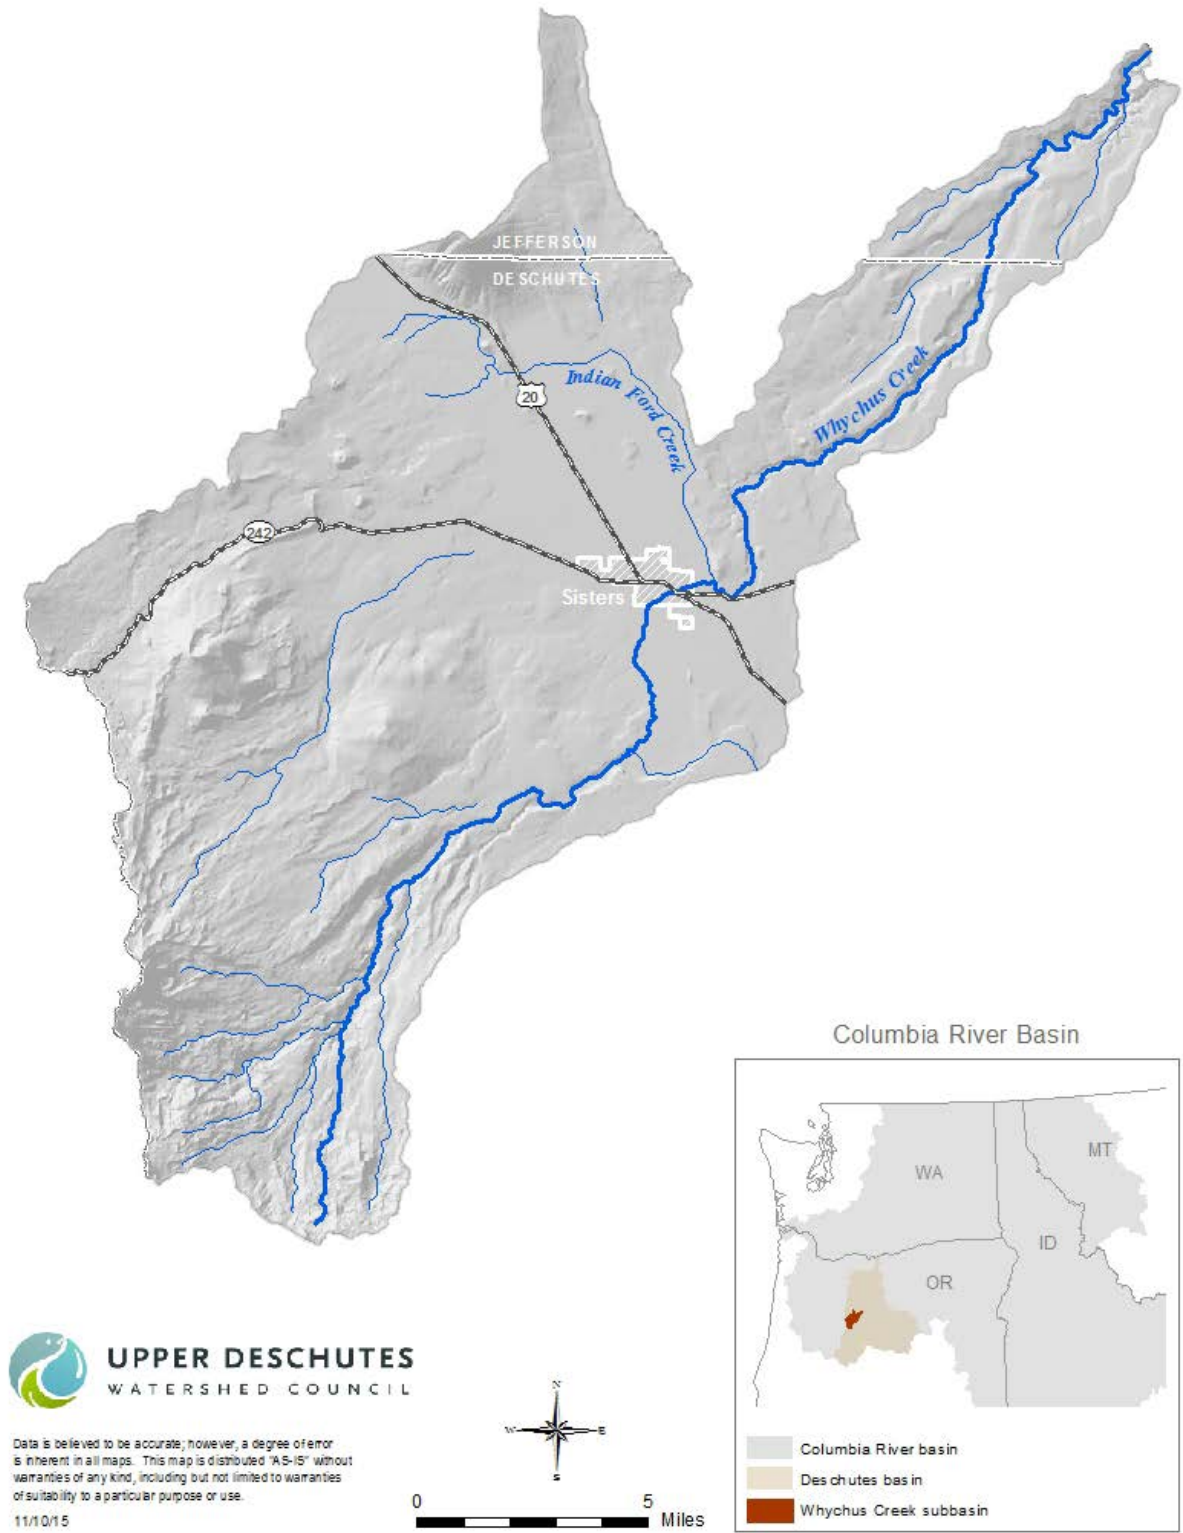 JEFFERSON
DESCHUTES
20
Indian Ford Creek
Whychus Creek
242
Sisters
Columbia River Basin
WA
MT
ID
OR
Columbia River basin
Deschutes basin
Whychus Creek subbasin
UPPER DESCHUTES
WATERSHED COUNCIL
N
W
E
S
Data is believed to be accurate; however, a degree of error
is inherent in all maps. This map is distributed "AS-IS" without
warranties of any kind, including but not limited to warranties
of suitability to a particular purpose or use.
11/10/15
0 5
Miles